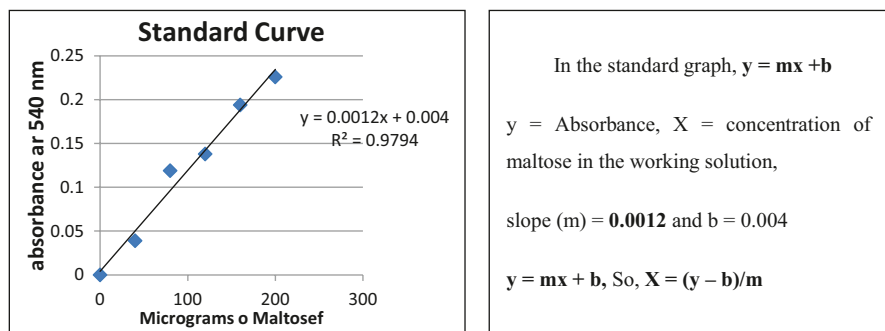 Standard Curve
0.25
0.2
0.15
0.1
0.05
0
absorbance ar 540 nm
y = 0.0012x + 0.004
R² = 0.9794
0 100 200 300
Micrograms o Maltosef
In the standard graph, y = mx +b
y = Absorbance, X = concentration of
maltose in the working solution,
slope (m) = 0.0012 and b = 0.004
y = mx + b, So, X = (y – b)/m